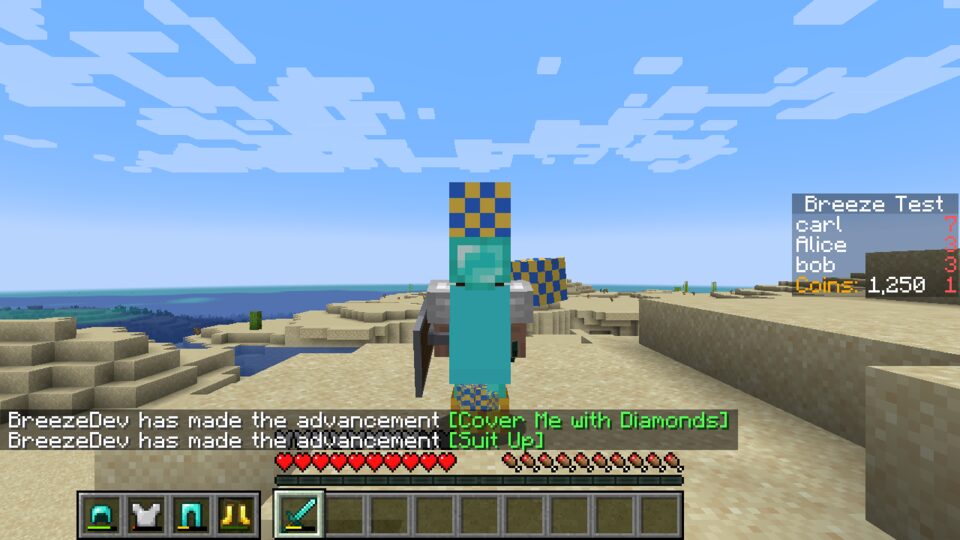 Breeze Test
carl 7
Alice 3
bob 3
Coins: 1,250 1
BreezeDev has made the advancement [Cover Me with Diamonds]
BreezeDev has made the advancement [Suit Up]